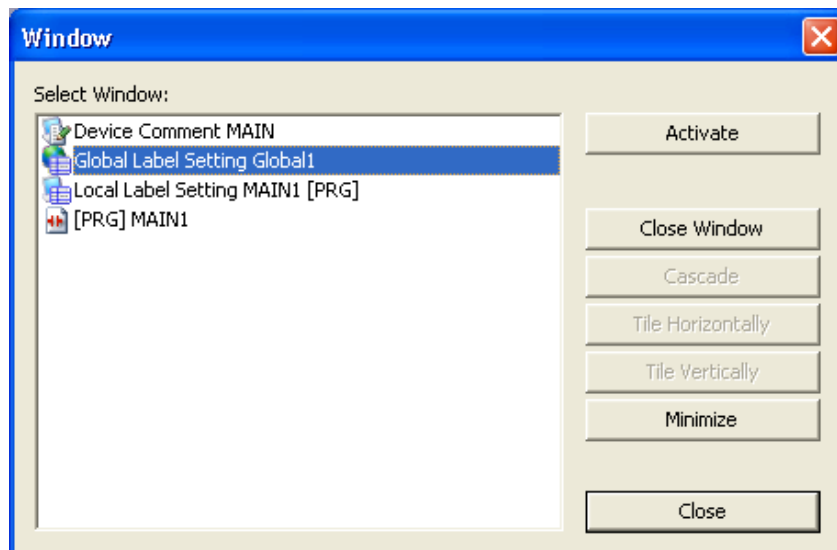 Window
Select Window:
Device Comment MAIN
Global Label Setting Global1
Local Label Setting MAIN1 [PRG]
[PRG] MAIN1
Activate
Close Window
Cascade
Tile Horizontally
Tile Vertically
Minimize
Close